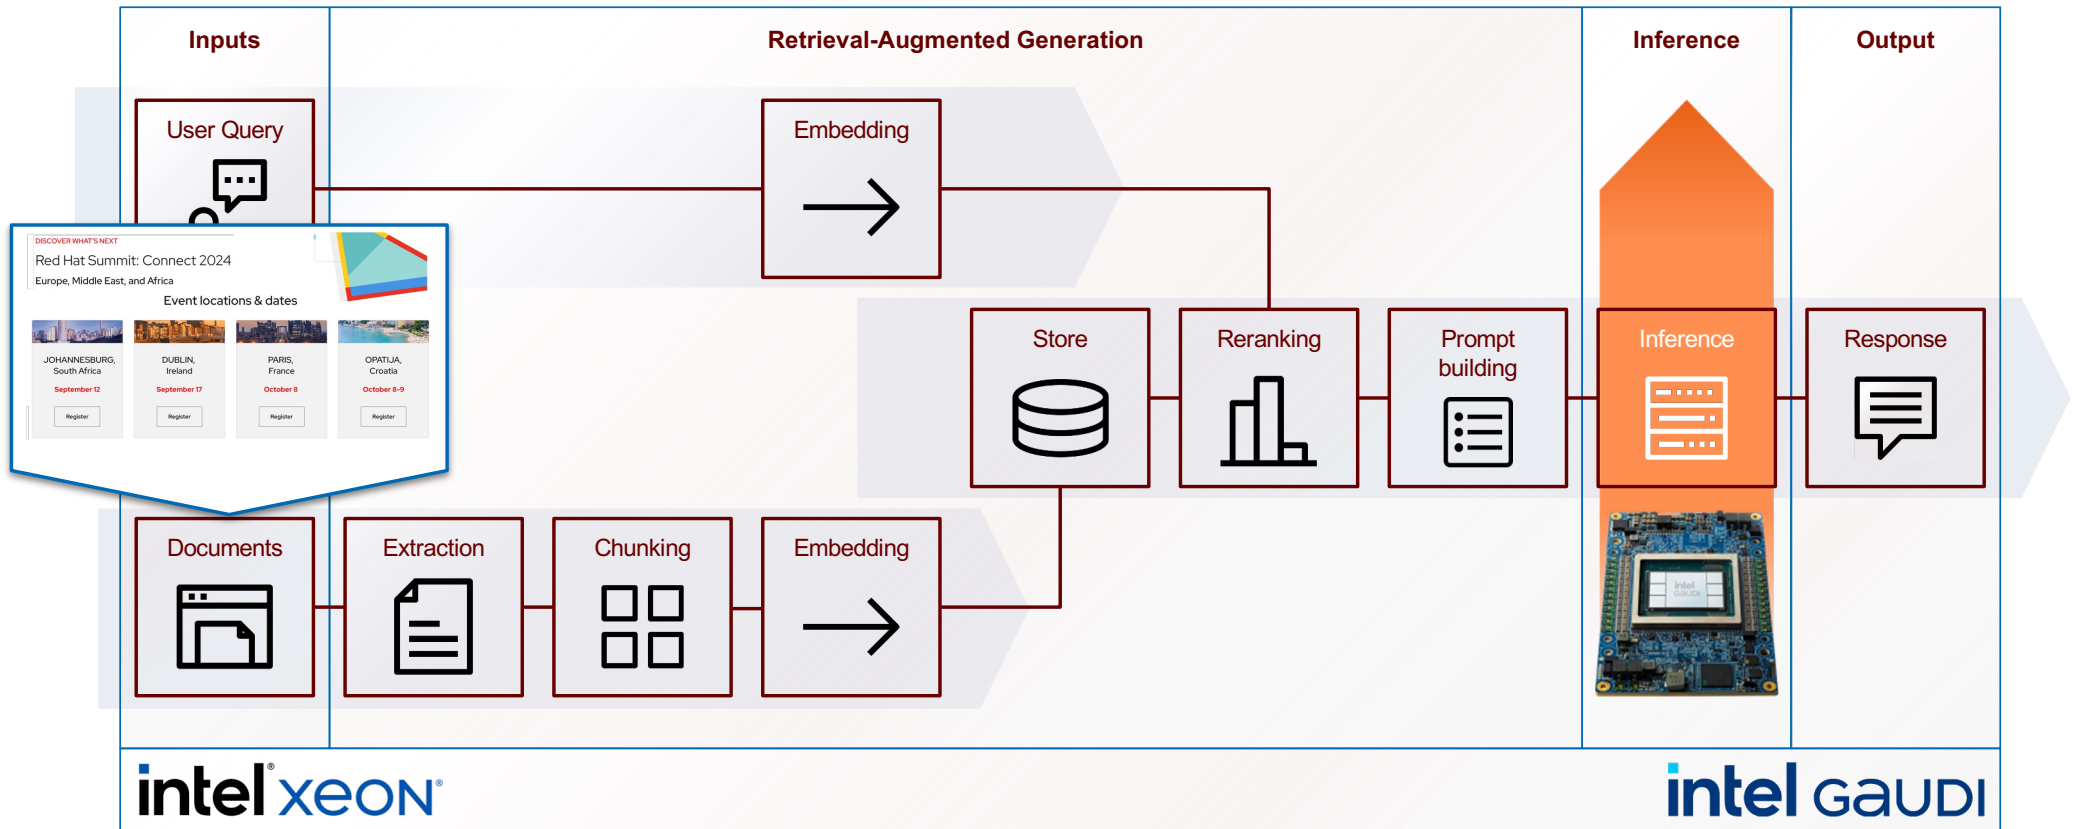 Inputs
Retrieval-Augmented Generation
Inference
Output
User Query
Embedding
DISCOVER WHAT'S NEXT
Red Hat Summit: Connect 2024
Europe, Middle East, and Africa
Event locations & dates
JOHANNESBURG,
South Africa
September 12
Register
DUBLIN,
Ireland
September 17
Register
PARIS,
France
October 8
Register
OPATIJA,
Croatia
October 8-9
Register
Store
Reranking
Prompt
building
Inference
Response
Documents
Extraction
Chunking
Embedding
intel
GAUDI
intel® xeon®
intel GAUDI